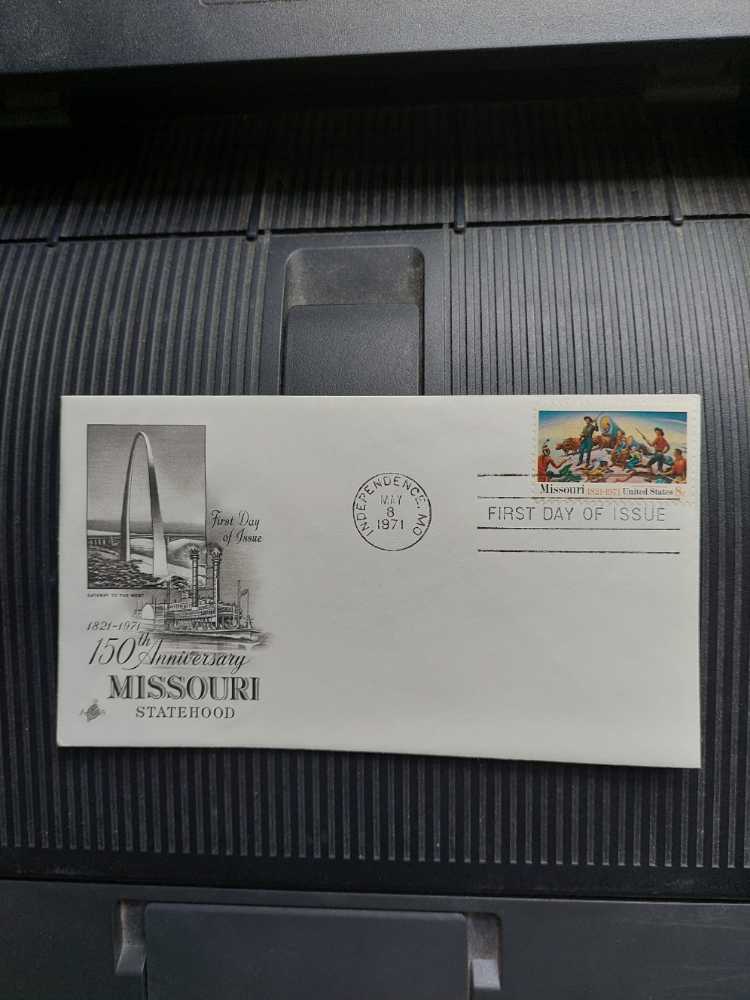 First Day
of Issue
GATEWAY TO THE WEST
1821-1971
150th Anniversary
MISSOURI
STATEHOOD
INDEPENDENCE, MO
MAY
8
1971
Missouri 1821-1971 United States 8c
FIRST DAY OF ISSUE